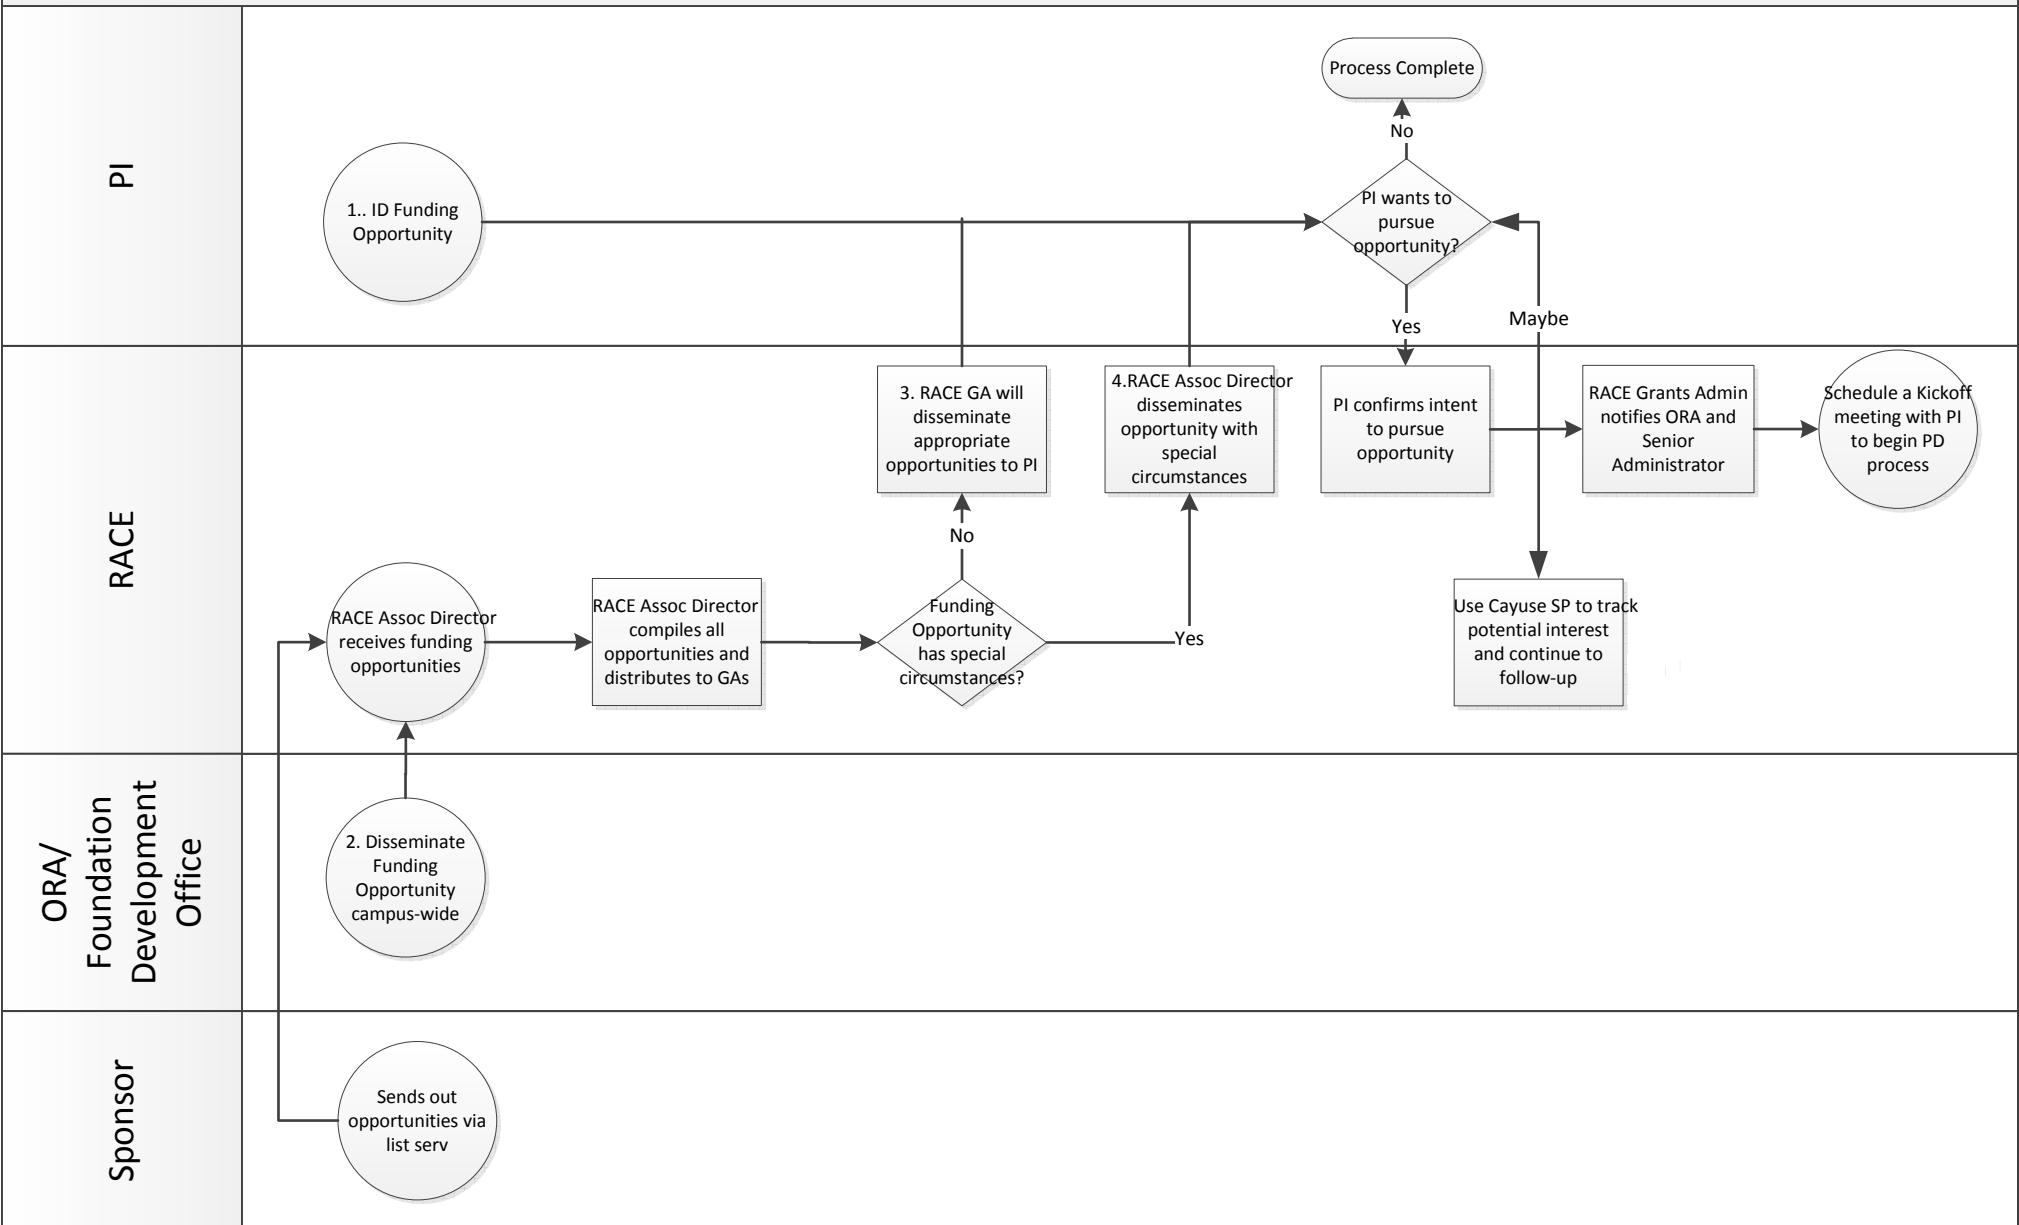 PI
Process Complete
No
1.. ID Funding
Opportunity
PI wants to
pursue
opportunity?
Yes
Maybe
RACE
3. RACE GA will
disseminate
appropriate
opportunities to PI
4.RACE Assoc Director
disseminates
opportunity with
special
circumstances
PI confirms intent
to pursue
opportunity
RACE Grants Admin
notifies ORA and
Senior
Administrator
Schedule a Kickoff
meeting with PI
to begin PD
process
No
RACE Assoc Director
receives funding
opportunities
RACE Assoc Director
compiles all
opportunities and
distributes to GAs
Funding
Opportunity
has special
circumstances?
Yes
Use Cayuse SP to track
potential interest
and continue to
follow-up
ORA/
Foundation
Development
Office
2. Disseminate
Funding
Opportunity
campus-wide
Sponsor
Sends out
opportunities via
list serv